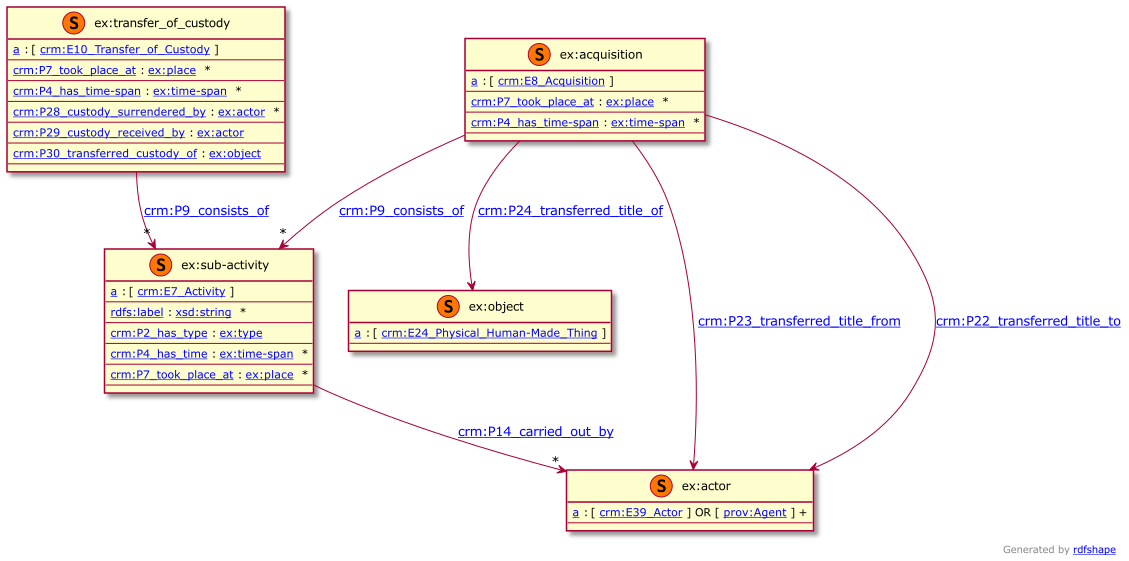 S ex:transfer_of_custody
a : [ crm:E10_Transfer_of_Custody ]
crm:P7_took_place_at : ex:place *
crm:P4_has_time-span : ex:time-span *
crm:P28_custody_surrendered_by : ex:actor *
crm:P29_custody_received_by : ex:actor
crm:P30_transferred_custody_of : ex:object
S ex:acquisition
a : [ crm:E8_Acquisition ]
crm:P7_took_place_at : ex:place *
crm:P4_has_time-span : ex:time-span *
crm:P9_consists_of
*
crm:P9_consists_of
*
crm:P24_transferred_title_of
S ex:sub-activity
a : [ crm:E7_Activity ]
rdfs:label : xsd:string *
crm:P2_has_type : ex:type
crm:P4_has_time : ex:time-span *
crm:P7_took_place_at : ex:place *
S ex:object
a : [ crm:E24_Physical_Human-Made_Thing ]
crm:P23_transferred_title_from
crm:P22_transferred_title_to
crm:P14_carried_out_by
*
S ex:actor
a : [ crm:E39_Actor ] OR [ prov:Agent ] +
Generated by rdfshape